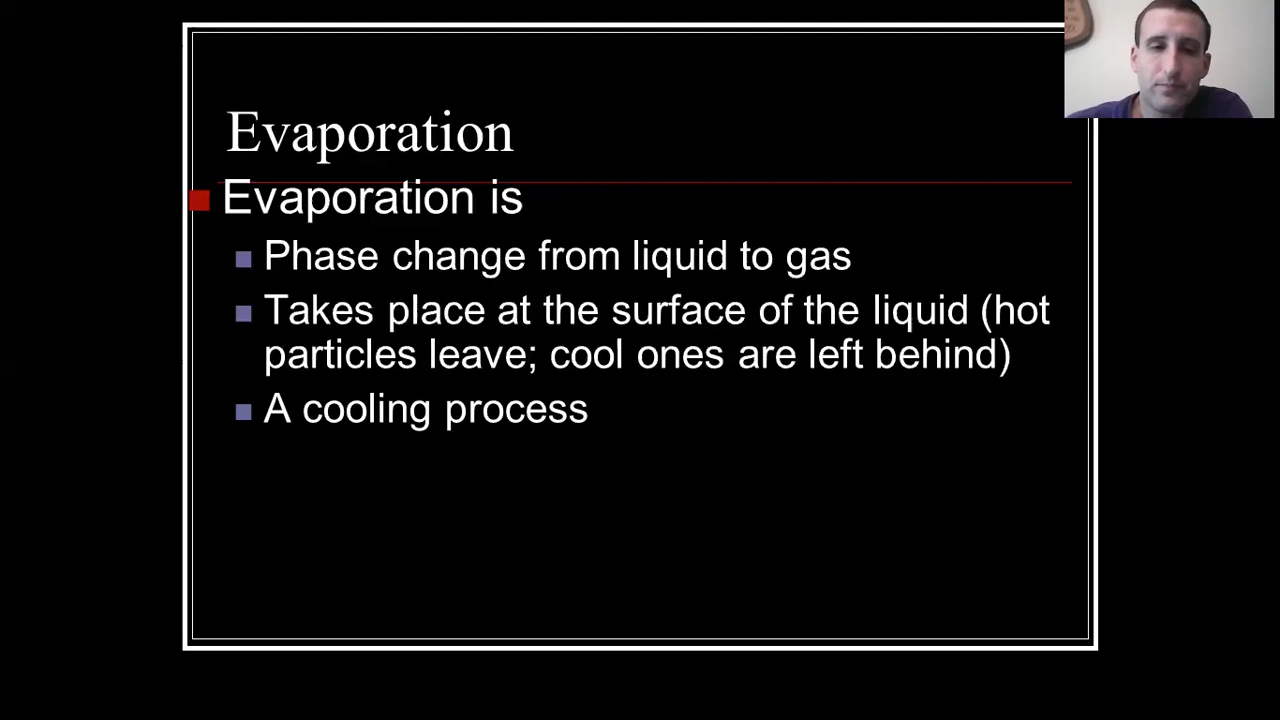 Evaporation
Evaporation is
Phase change from liquid to gas
Takes place at the surface of the liquid (hot
particles leave; cool ones are left behind)
A cooling process